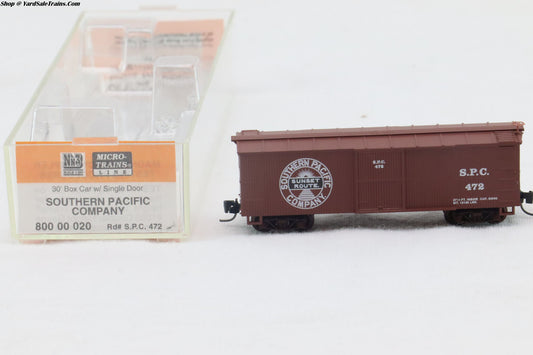 Shop @ YardSaleTrains.Com
Nn3
MICRO-
TRAINS®
LINE
30' Box Car w/ Single Door
SOUTHERN PACIFIC
COMPANY
800 00 020 Rd# S.P.C. 472
SOUTHERN PACIFIC
SUNSET
ROUTE
COMPANY
S.P.C.
472
S.P.C.
472